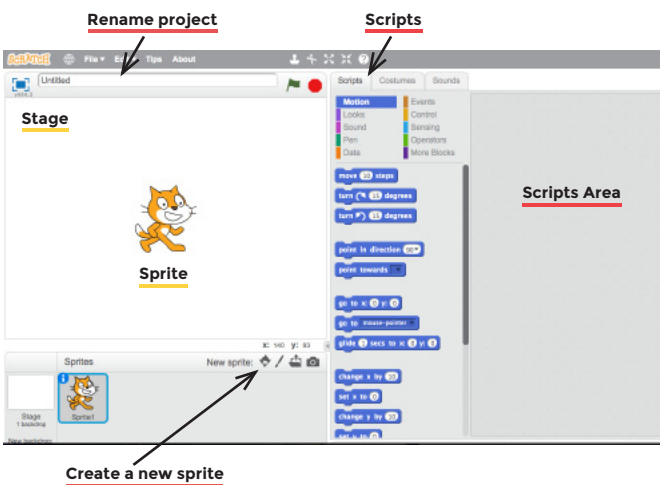 Rename project
Scripts
SCRATCH File Edit Tips About
Untitled
Scripts Costumes Sounds
Stage
Motion Events
Looks Control
Sound Sensing
Pen Operators
Data More Blocks
move 10 steps
turn 15 degrees
turn 15 degrees
Scripts Area
Sprite
point in direction 90
point towards
go to x: 0 y: 0
go to mouse-pointer
glide 1 secs to x: 0 y: 0
x: 140 y: 83
Sprites New sprite:
change x by 10
set x to 0
change y by 10
set y to 0
Stage
1 backdrop
Sprite1
New backdrop:
Create a new sprite